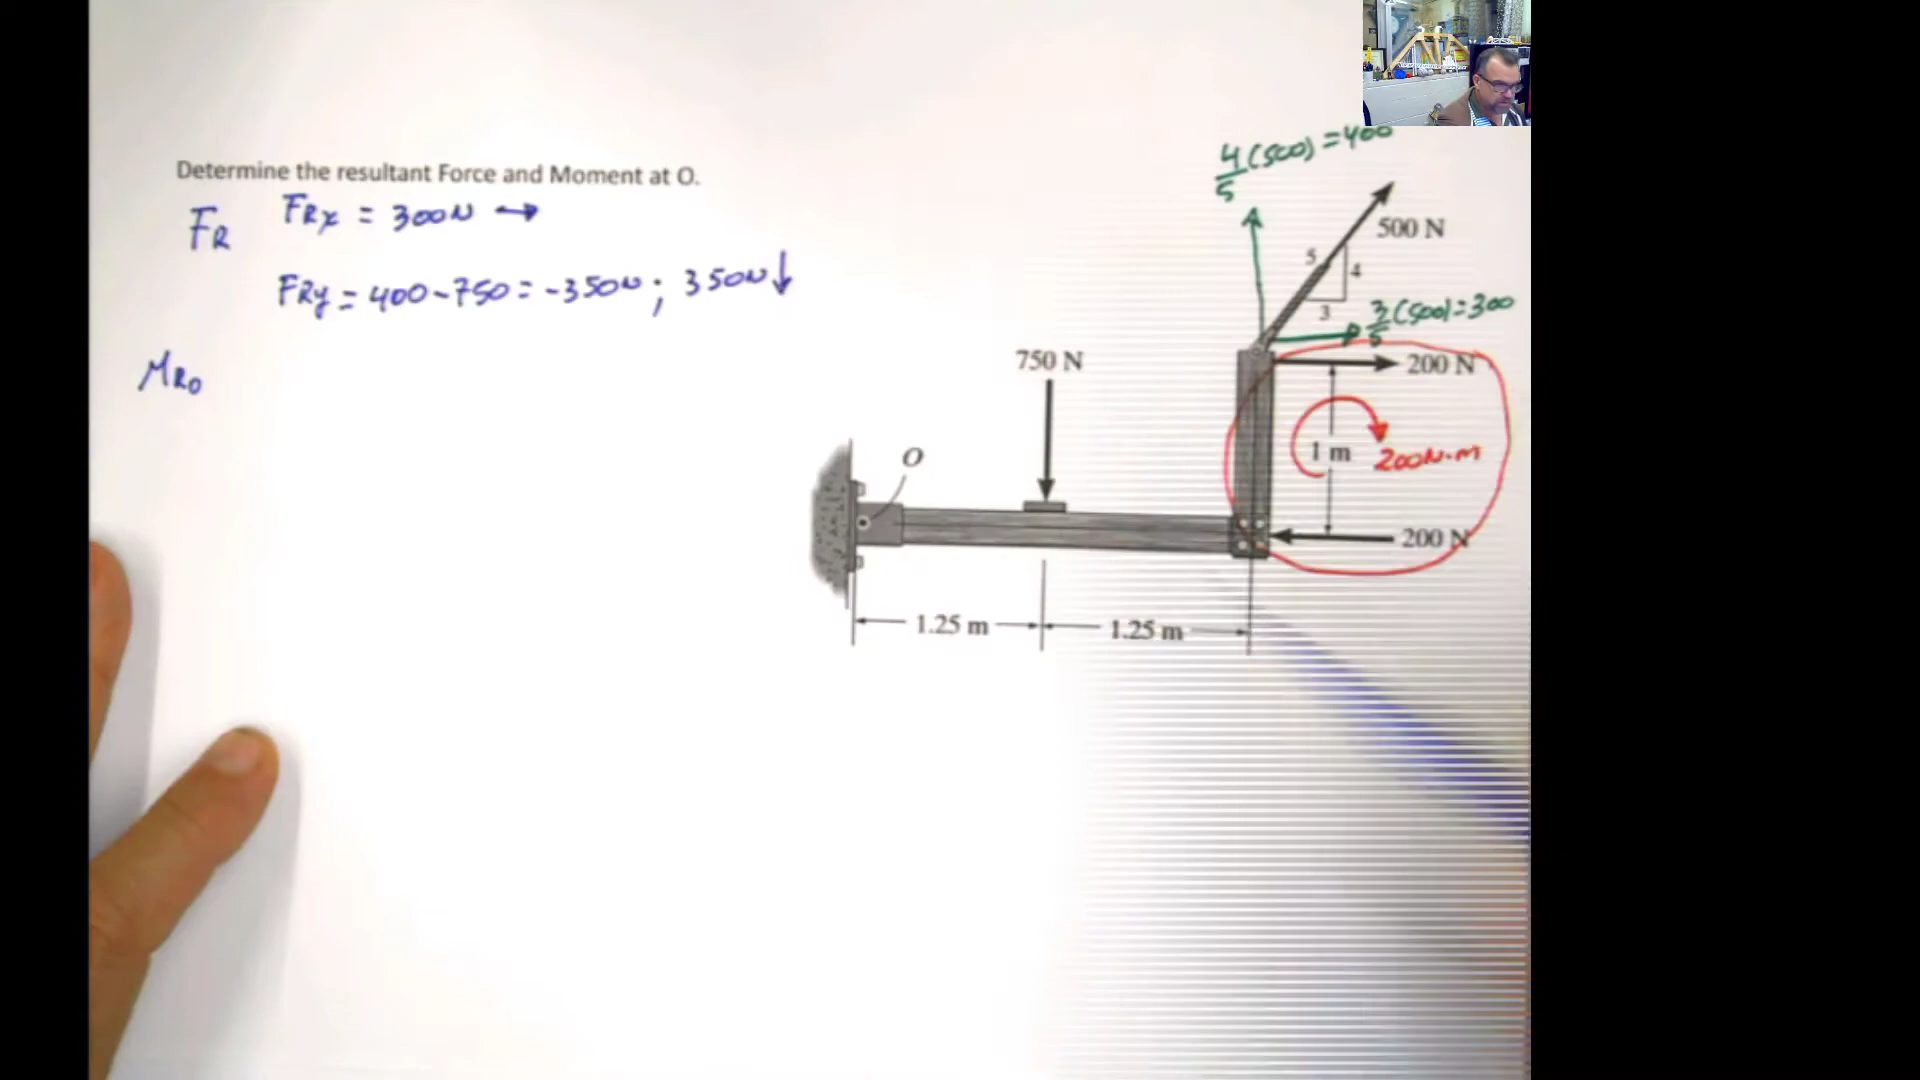 Determine the resultant Force and Moment at O.
FR
FRx = 300N →
FRy = 400-750 = -350N; 350N↓
MRO
4/5 (500) = 400
500 N
5
4
3
3/5 (500) = 300
200 N
750 N
1 m
200N·m
O
200 N
1.25 m
1.25 m